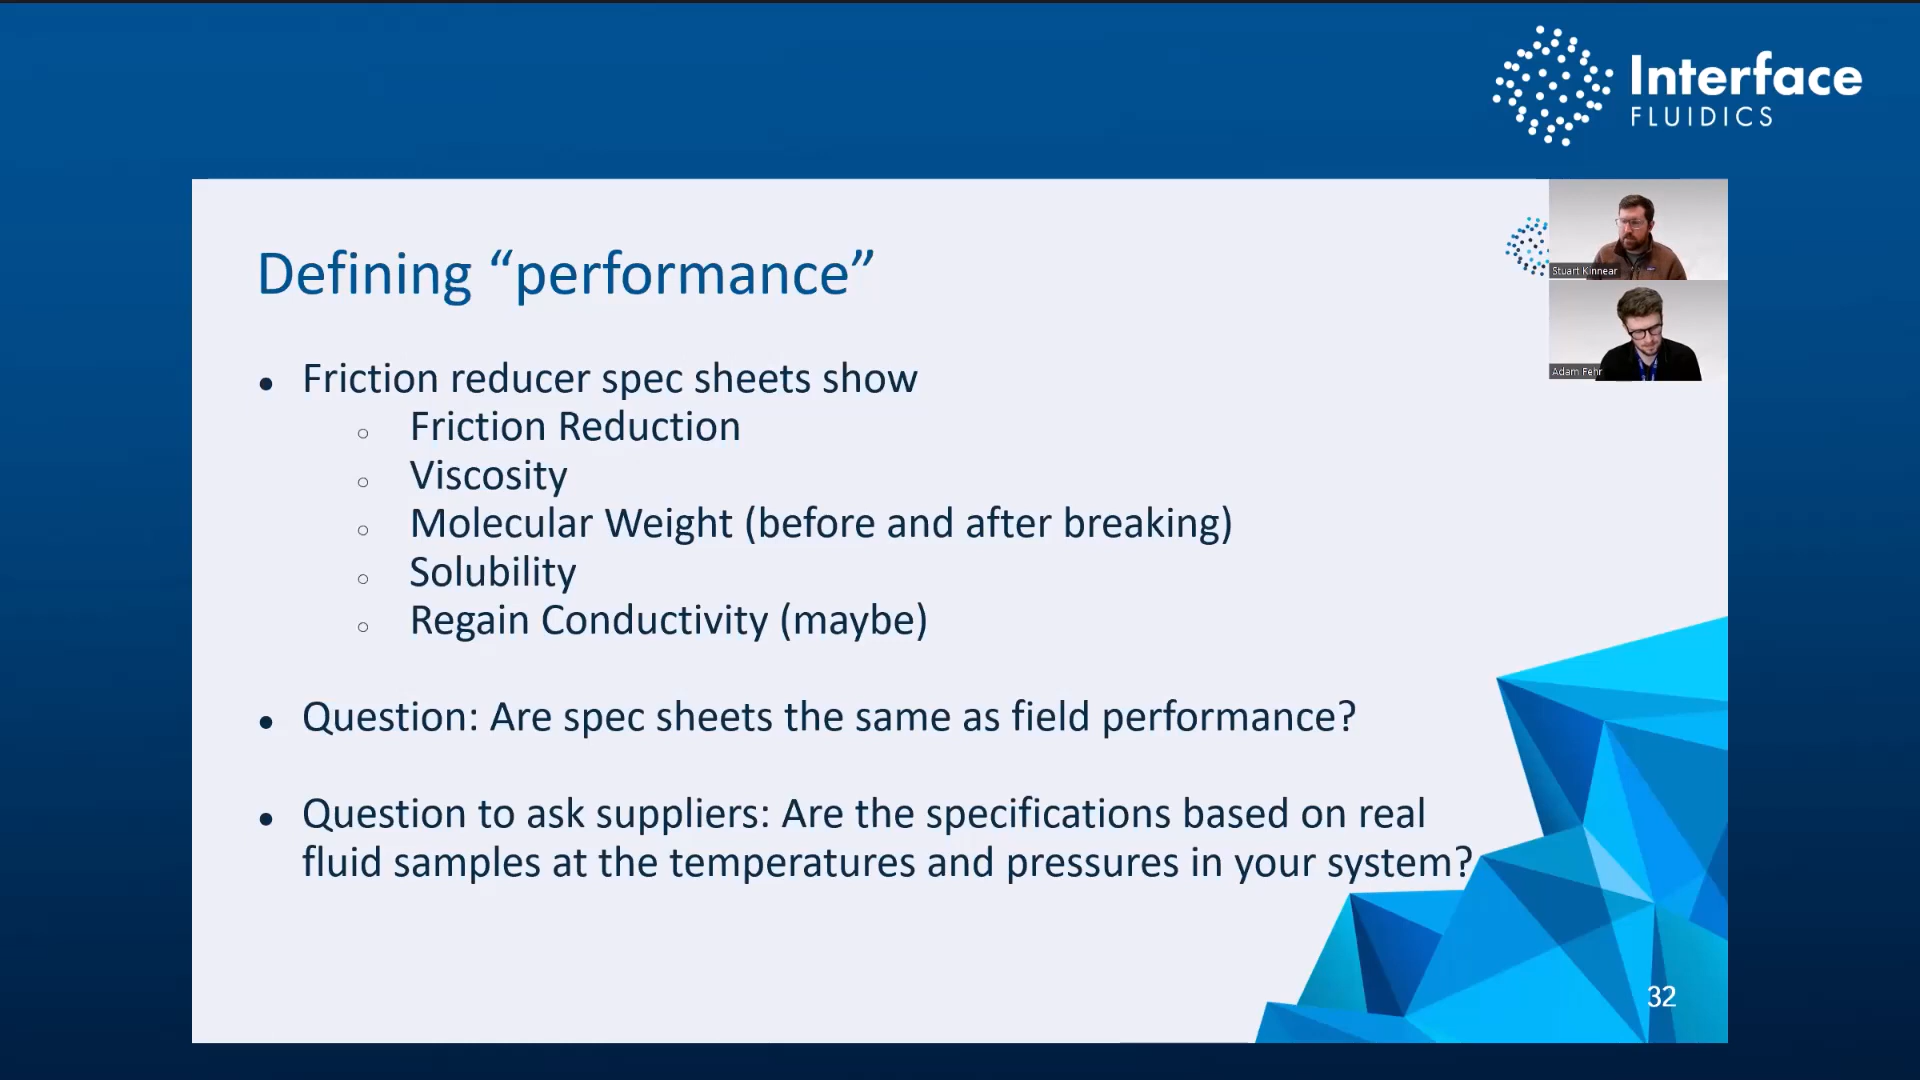 Interface
FLUIDICS
Defining “performance”
Stuart Kinnear
Adam Fehr
• Friction reducer spec sheets show
○ Friction Reduction
○ Viscosity
○ Molecular Weight (before and after breaking)
○ Solubility
○ Regain Conductivity (maybe)
• Question: Are spec sheets the same as field performance?
• Question to ask suppliers: Are the specifications based on real
fluid samples at the temperatures and pressures in your system?
32